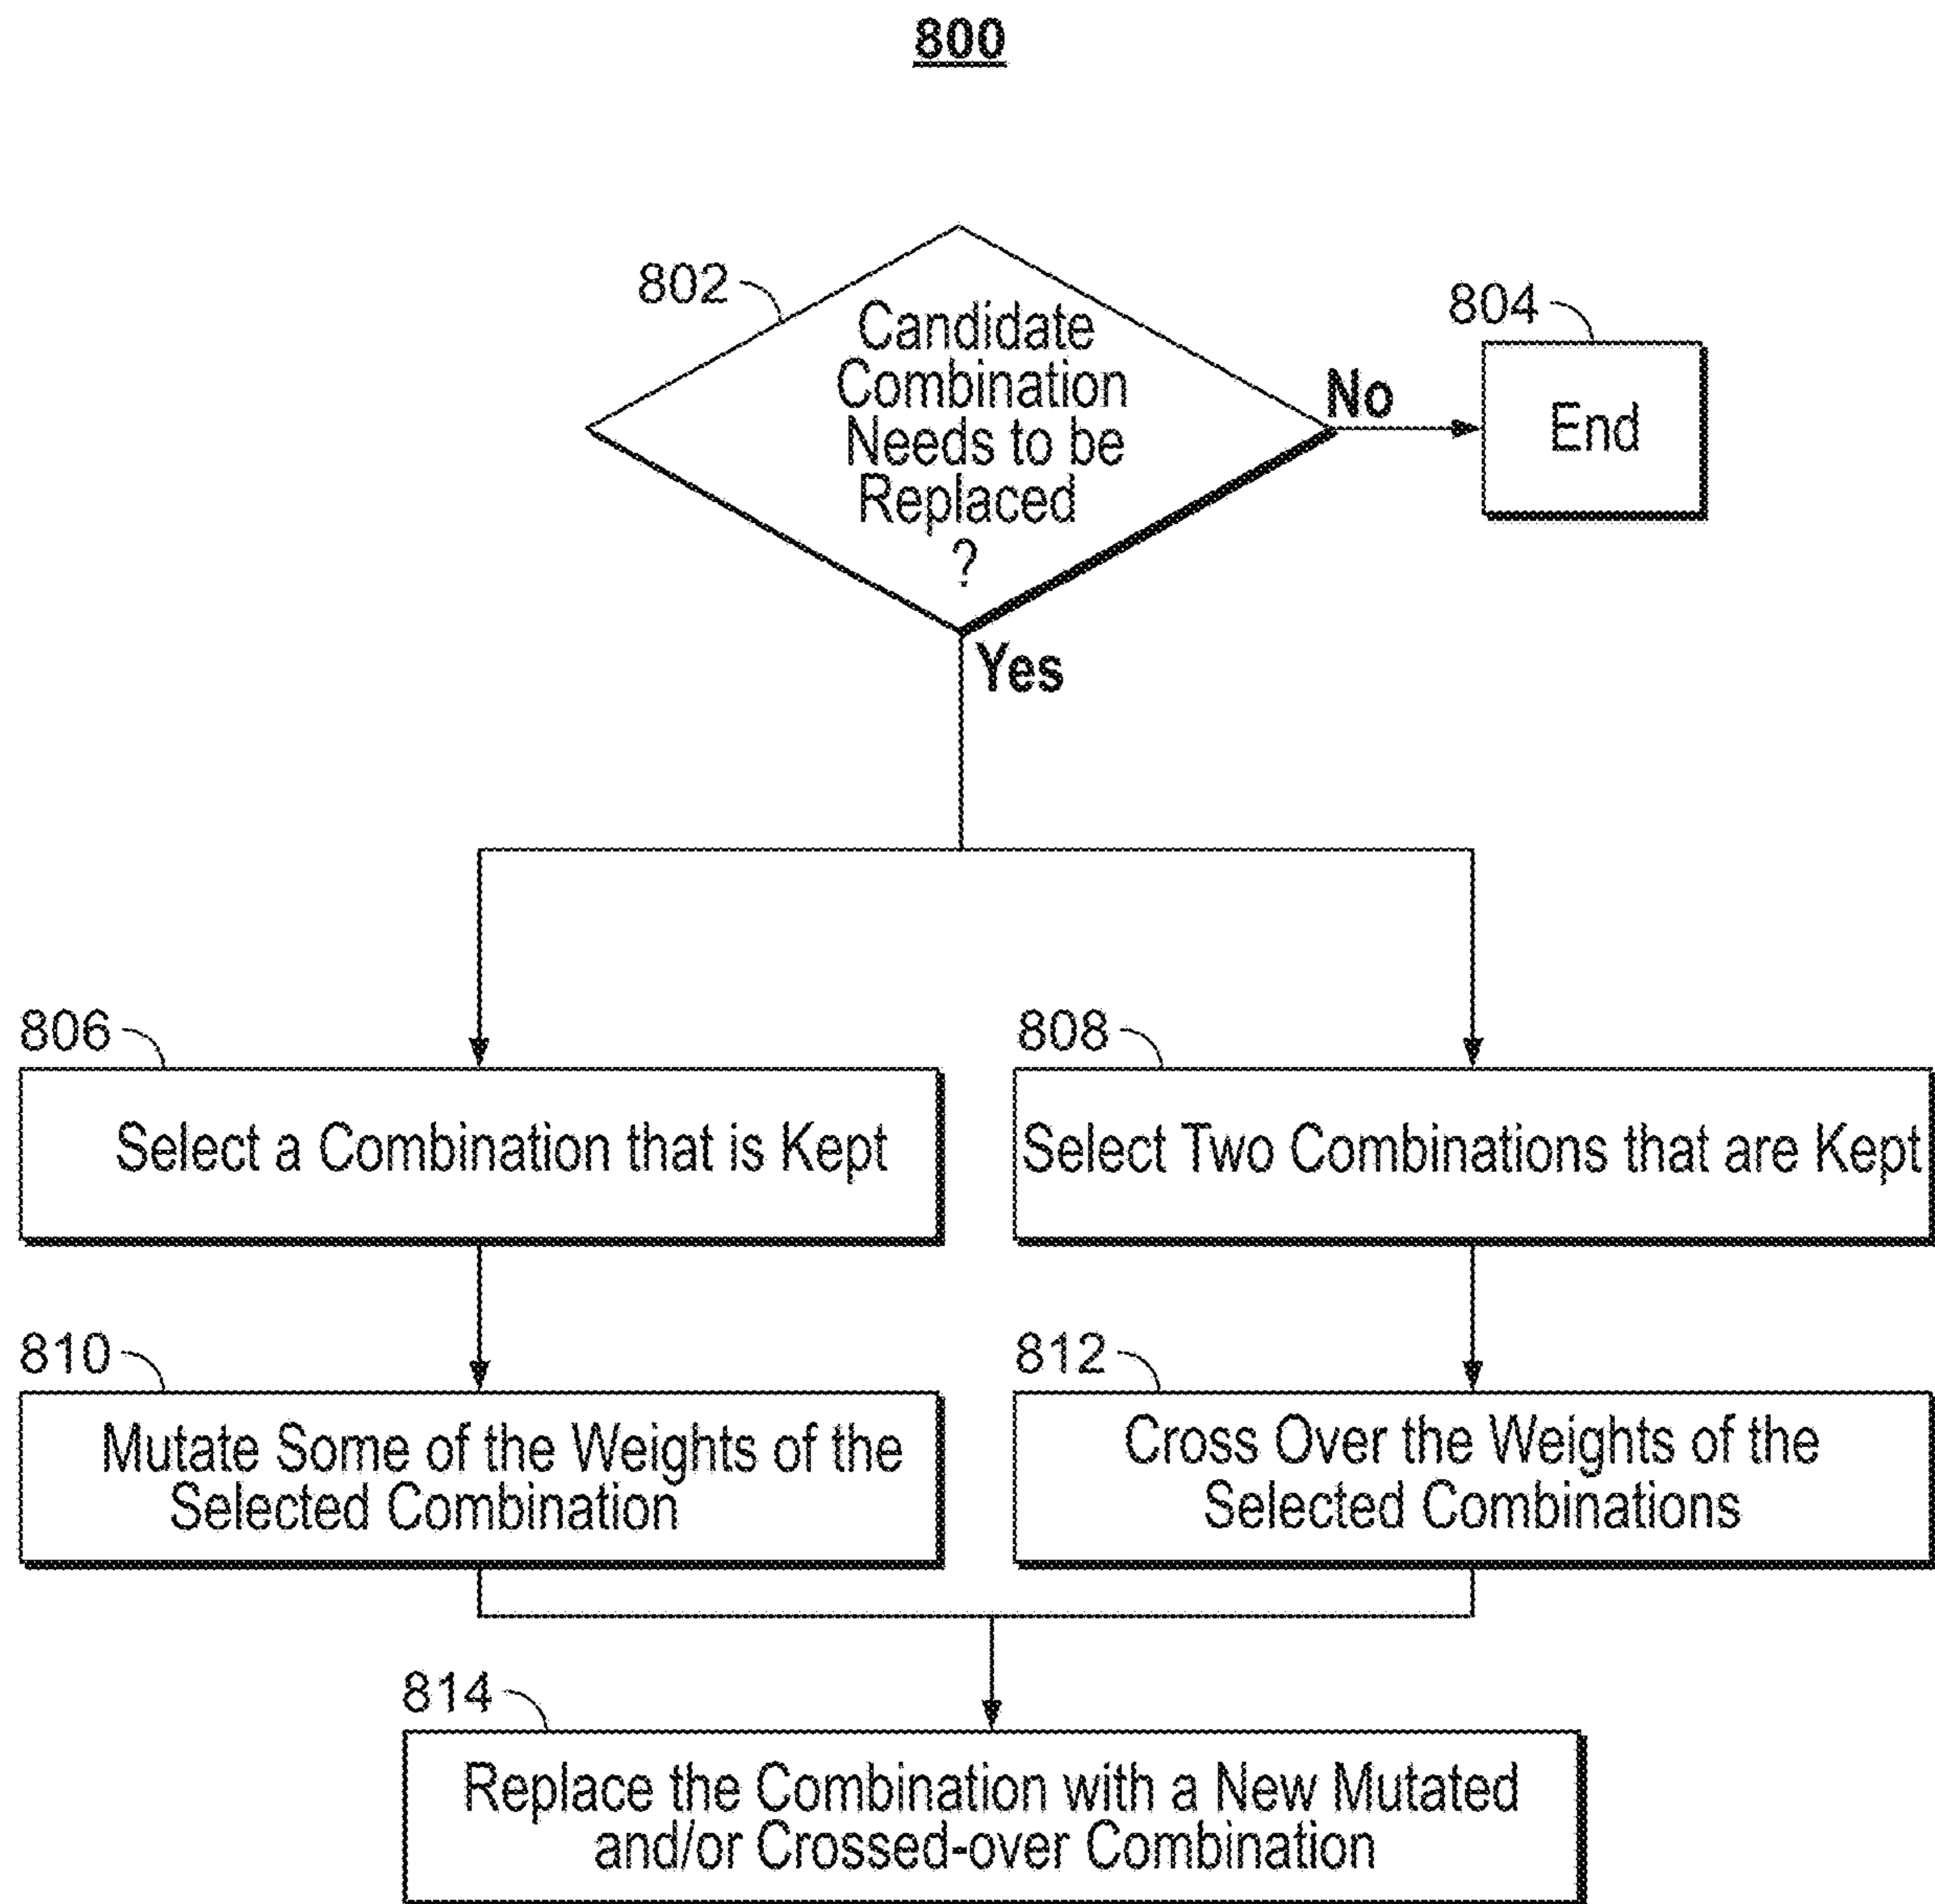 800
802
Candidate
Combination
Needs to be
Replaced
?
No
804
End
Yes
806
Select a Combination that is Kept
808
Select Two Combinations that are Kept
810
Mutate Some of the Weights of the
Selected Combination
812
Cross Over the Weights of the
Selected Combinations
814
Replace the Combination with a New Mutated
and/or Crossed-over Combination